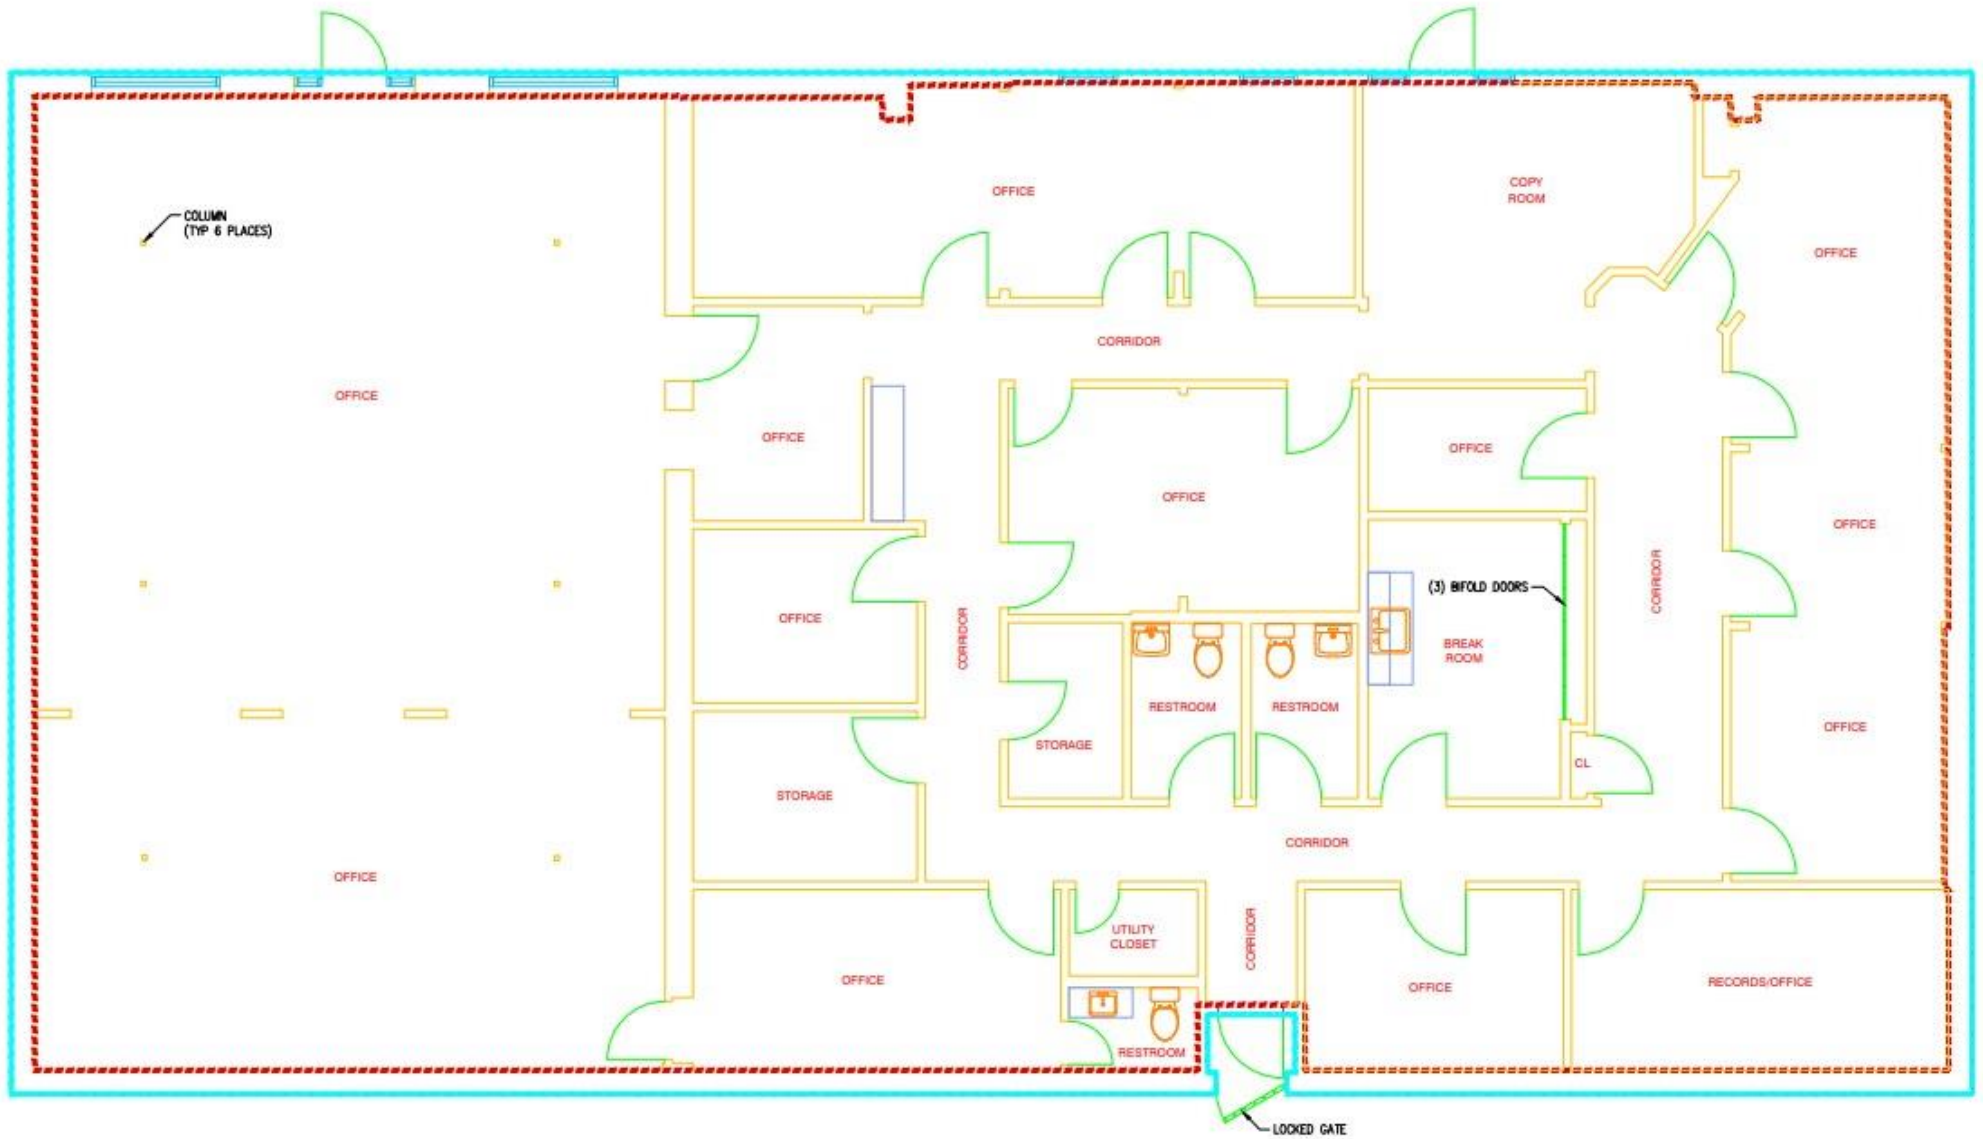 COLUMN
(TYP 6 PLACES)
OFFICE
COPY
ROOM
OFFICE
CORRIDOR
OFFICE
OFFICE
OFFICE
OFFICE
OFFICE
CORRIDOR
(3) BIFOLD DOORS
OFFICE
CORRIDOR
BREAK
ROOM
RESTROOM
RESTROOM
STORAGE
OFFICE
CL
STORAGE
CORRIDOR
OFFICE
UTILITY
CLOSET
CORRIDOR
OFFICE
OFFICE
RECORDS/OFFICE
RESTROOM
LOCKED GATE
OFFICE